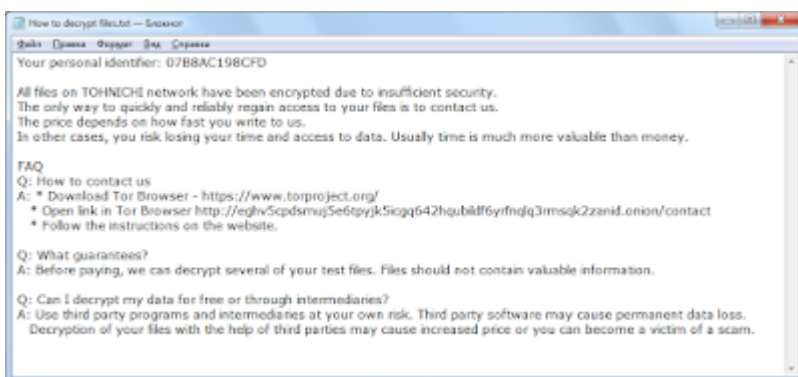 How to decrypt files.txt — Блокнот
Файл Правка Формат Вид Справка
Your personal identifier: 07B8AC198CFD
All files on TOHNICHI network have been encrypted due to insufficient security.
The only way to quickly and reliably regain access to your files is to contact us.
The price depends on how fast you write to us.
In other cases, you risk losing your time and access to data. Usually time is much more valuable than money.
FAQ
Q: How to contact us
A: * Download Tor Browser - https://www.torproject.org/
* Open link in Tor Browser http://eghv5cpdsmuj5e6tpyjk5icgq642hqubildf6yrfnqlq3rmsqk2zanid.onion/contact
* Follow the instructions on the website.
Q: What guarantees?
A: Before paying, we can decrypt several of your test files. Files should not contain valuable information.
Q: Can I decrypt my data for free or through intermediaries?
A: Use third party programs and intermediaries at your own risk. Third party software may cause permanent data loss.
Decryption of your files with the help of third parties may cause increased price or you can become a victim of a scam.